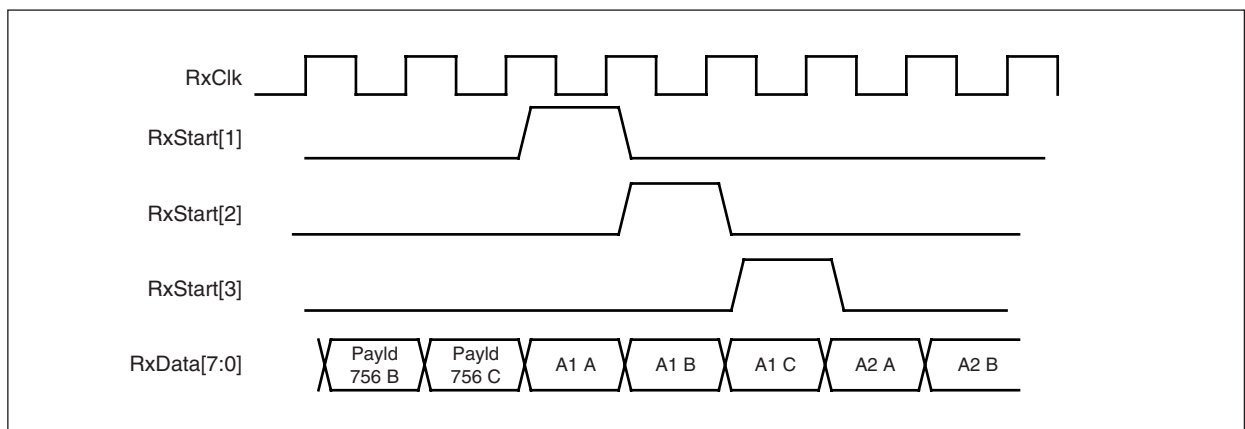 RxClk
RxStart[1]
RxStart[2]
RxStart[3]
RxData[7:0]
Payld
756 B
Payld
756 C
A1 A
A1 B
A1 C
A2 A
A2 B